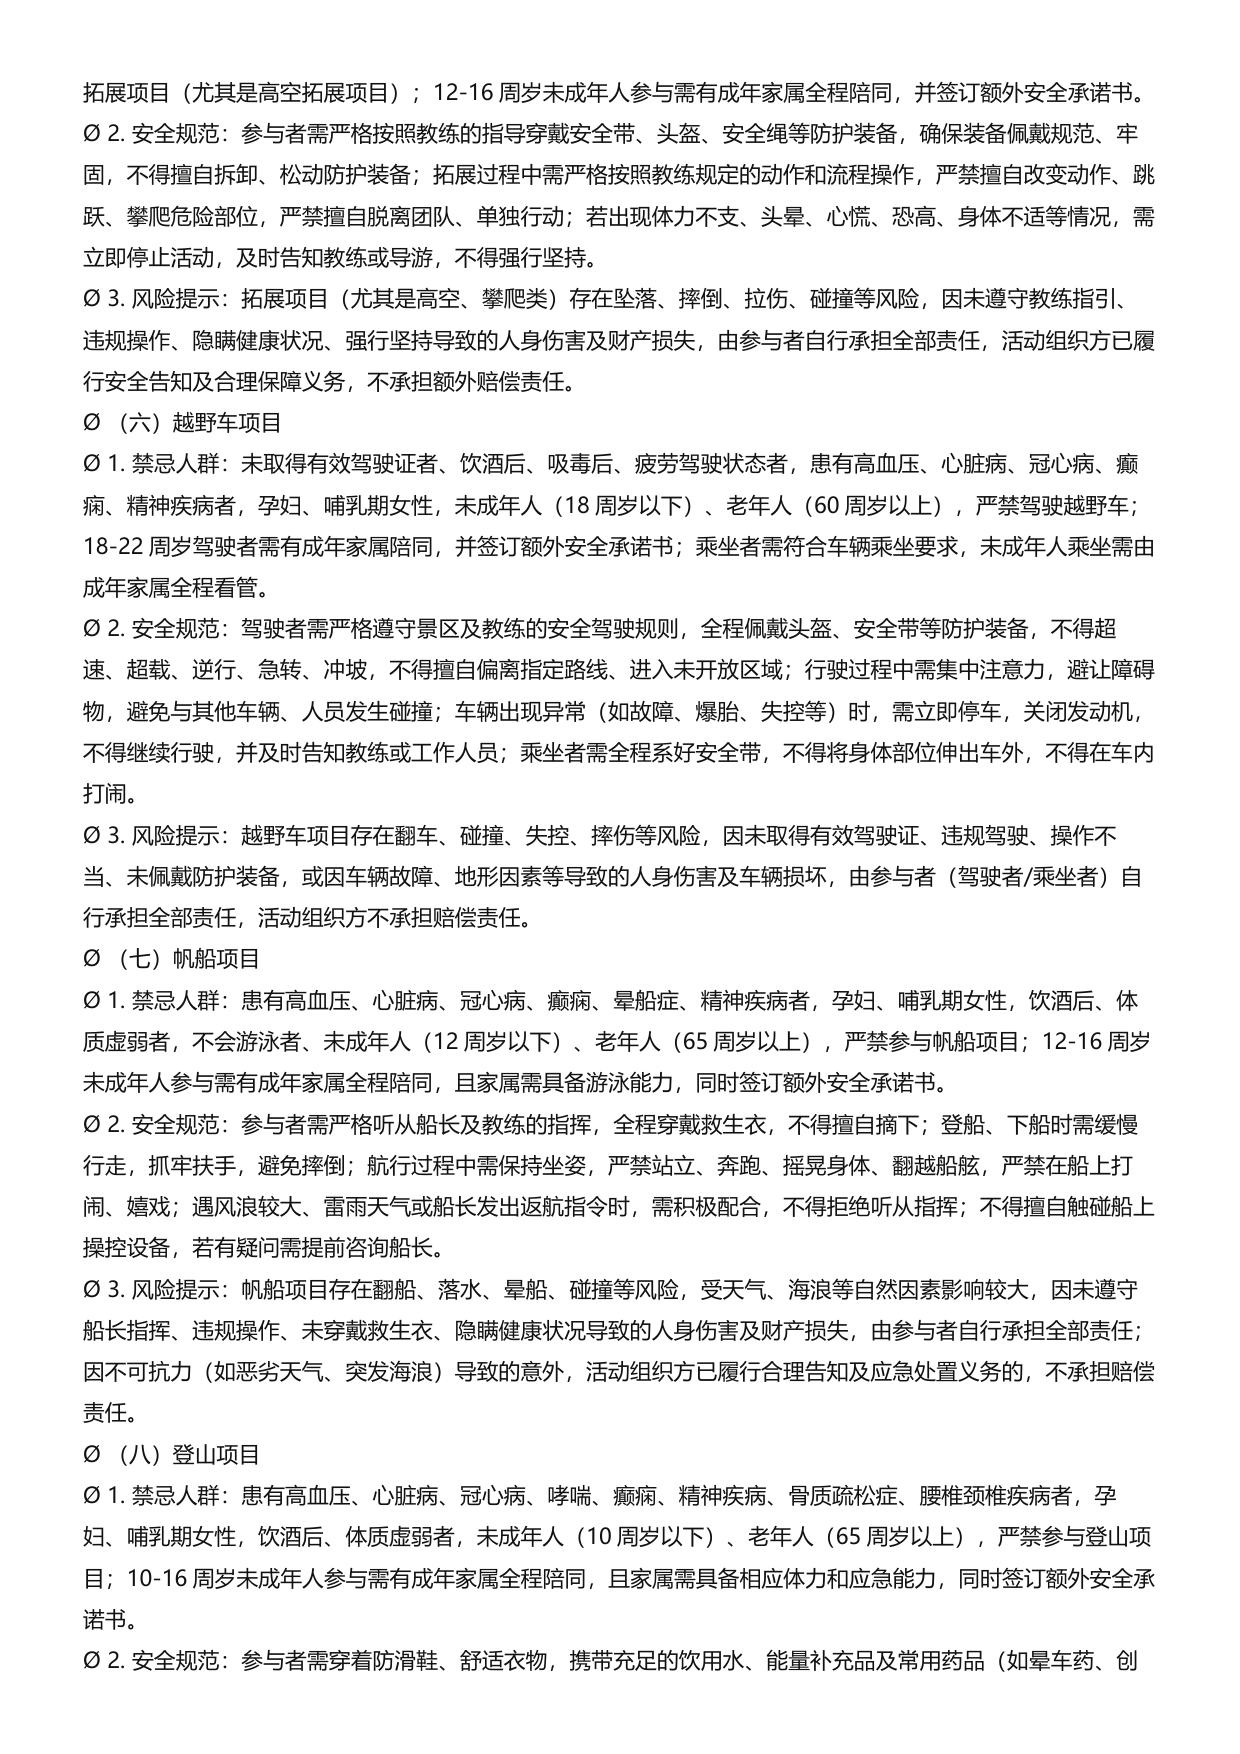 拓展项目（尤其是高空拓展项目）；12-16 周岁未成年人参与需有成年家属全程陪同，并签订额外安全承诺书。
Ø 2. 安全规范：参与者需严格按照教练的指导穿戴安全带、头盔、安全绳等防护装备，确保装备佩戴规范、牢
固，不得擅自拆卸、松动防护装备；拓展过程中需严格按照教练规定的动作和流程操作，严禁擅自改变动作、跳
跃、攀爬危险部位，严禁擅自脱离团队、单独行动；若出现体力不支、头晕、心慌、恐高、身体不适等情况，需
立即停止活动，及时告知教练或导游，不得强行坚持。
Ø 3. 风险提示：拓展项目（尤其是高空、攀爬类）存在坠落、摔倒、拉伤、碰撞等风险，因未遵守教练指引、
违规操作、隐瞒健康状况、强行坚持导致的人身伤害及财产损失，由参与者自行承担全部责任，活动组织方已履
行安全告知及合理保障义务，不承担额外赔偿责任。
Ø （六）越野车项目
Ø 1. 禁忌人群：未取得有效驾驶证者、饮酒后、吸毒后、疲劳驾驶状态者，患有高血压、心脏病、冠心病、癫
痫、精神疾病者，孕妇、哺乳期女性，未成年人（18 周岁以下）、老年人（60 周岁以上），严禁驾驶越野车；
18-22 周岁驾驶者需有成年家属陪同，并签订额外安全承诺书；乘坐者需符合车辆乘坐要求，未成年人乘坐需由
成年家属全程看管。
Ø 2. 安全规范：驾驶者需严格遵守景区及教练的安全驾驶规则，全程佩戴头盔、安全带等防护装备，不得超
速、超载、逆行、急转、冲坡，不得擅自偏离指定路线、进入未开放区域；行驶过程中需集中注意力，避让障碍
物，避免与其他车辆、人员发生碰撞；车辆出现异常（如故障、爆胎、失控等）时，需立即停车，关闭发动机，
不得继续行驶，并及时告知教练或工作人员；乘坐者需全程系好安全带，不得将身体部位伸出车外，不得在车内
打闹。
Ø 3. 风险提示：越野车项目存在翻车、碰撞、失控、摔伤等风险，因未取得有效驾驶证、违规驾驶、操作不
当、未佩戴防护装备，或因车辆故障、地形因素等导致的人身伤害及车辆损坏，由参与者（驾驶者/乘坐者）自
行承担全部责任，活动组织方不承担赔偿责任。
Ø （七）帆船项目
Ø 1. 禁忌人群：患有高血压、心脏病、冠心病、癫痫、晕船症、精神疾病者，孕妇、哺乳期女性，饮酒后、体
质虚弱者，不会游泳者、未成年人（12 周岁以下）、老年人（65 周岁以上），严禁参与帆船项目；12-16 周岁
未成年人参与需有成年家属全程陪同，且家属需具备游泳能力，同时签订额外安全承诺书。
Ø 2. 安全规范：参与者需严格听从船长及教练的指挥，全程穿戴救生衣，不得擅自摘下；登船、下船时需缓慢
行走，抓牢扶手，避免摔倒；航行过程中需保持坐姿，严禁站立、奔跑、摇晃身体、翻越船舷，严禁在船上打
闹、嬉戏；遇风浪较大、雷雨天气或船长发出返航指令时，需积极配合，不得拒绝听从指挥；不得擅自触碰船上
操控设备，若有疑问需提前咨询船长。
Ø 3. 风险提示：帆船项目存在翻船、落水、晕船、碰撞等风险，受天气、海浪等自然因素影响较大，因未遵守
船长指挥、违规操作、未穿戴救生衣、隐瞒健康状况导致的人身伤害及财产损失，由参与者自行承担全部责任；
因不可抗力（如恶劣天气、突发海浪）导致的意外，活动组织方已履行合理告知及应急处置义务的，不承担赔偿
责任。
Ø （八）登山项目
Ø 1. 禁忌人群：患有高血压、心脏病、冠心病、哮喘、癫痫、精神疾病、骨质疏松症、腰椎颈椎疾病者，孕
妇、哺乳期女性，饮酒后、体质虚弱者，未成年人（10 周岁以下）、老年人（65 周岁以上），严禁参与登山项
目；10-16 周岁未成年人参与需有成年家属全程陪同，且家属需具备相应体力和应急能力，同时签订额外安全承
诺书。
Ø 2. 安全规范：参与者需穿着防滑鞋、舒适衣物，携带充足的饮用水、能量补充品及常用药品（如晕车药、创